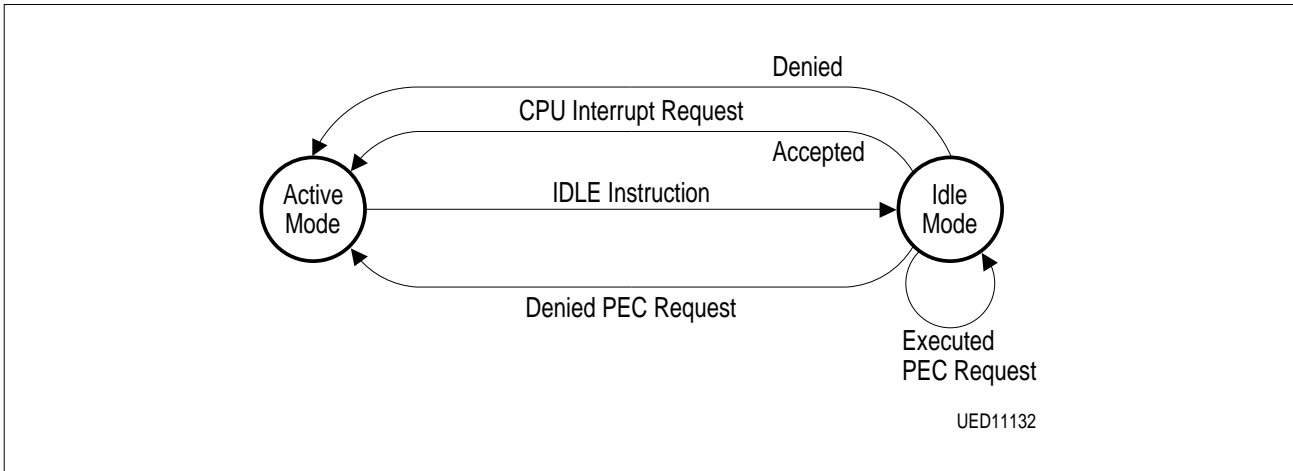 Denied
CPU Interrupt Request
Accepted
Active
Mode
IDLE Instruction
Idle
Mode
Denied PEC Request
Executed
PEC Request
UED11132